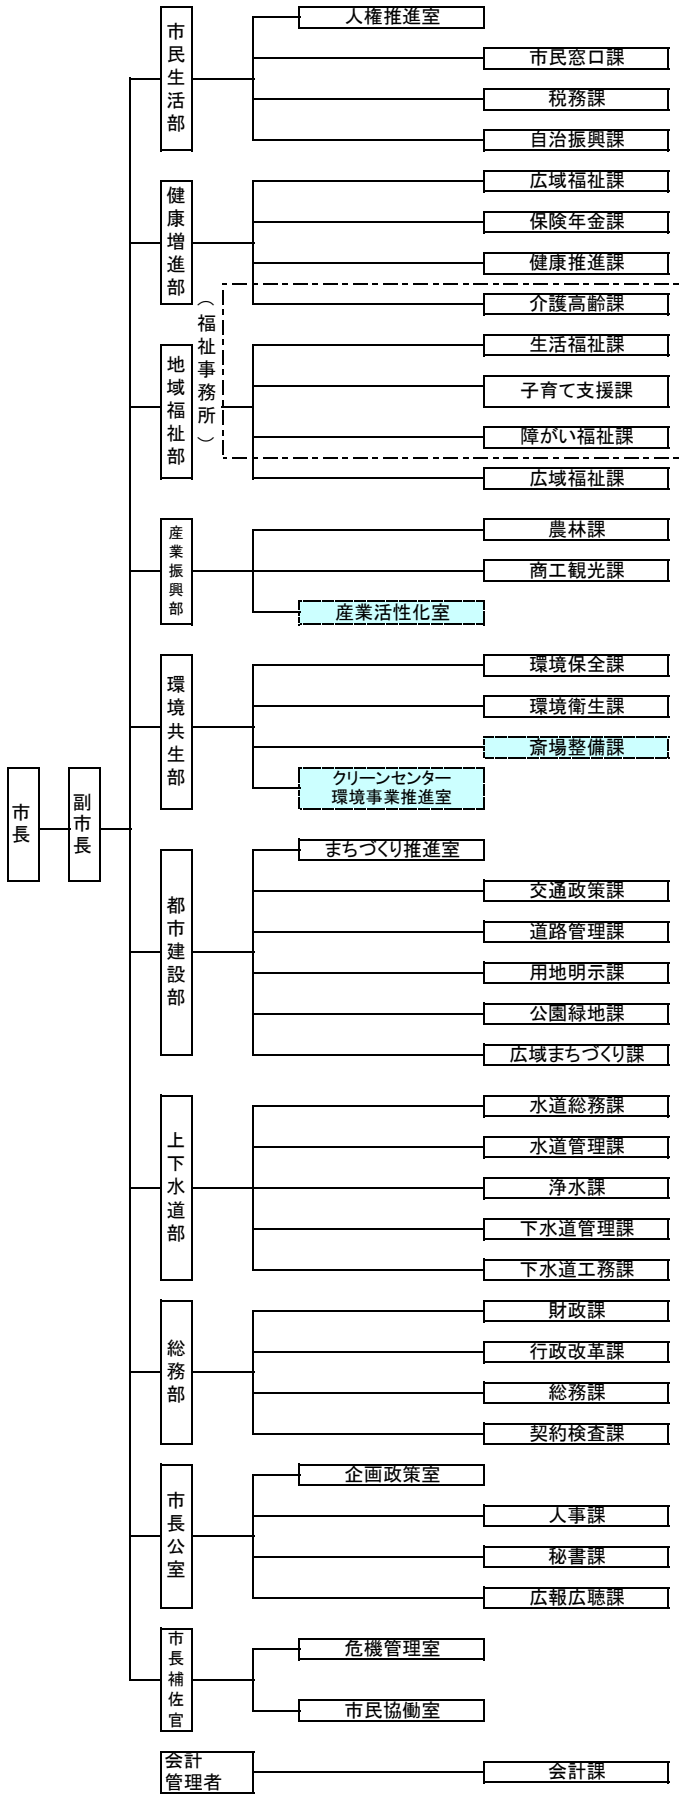 市民生活部
人権推進室
市民窓口課
税務課
自治振興課
健康増進部
広域福祉課
保険年金課
健康推進課
介護高齢課
（福祉事務所）
地域福祉部
生活福祉課
子育て支援課
障がい福祉課
広域福祉課
産業振興部
農林課
商工観光課
産業活性化室
環境共生部
環境保全課
環境衛生課
斎場整備課
クリーンセンター
環境事業推進室
市長
副市長
都市建設部
まちづくり推進室
交通政策課
道路管理課
用地明示課
公園緑地課
広域まちづくり課
上下水道部
水道総務課
水道管理課
浄水課
下水道管理課
下水道工務課
総務部
財政課
行政改革課
総務課
契約検査課
市長公室
企画政策室
人事課
秘書課
広報広聴課
市長補佐官
危機管理室
市民協働室
会計
管理者
会計課